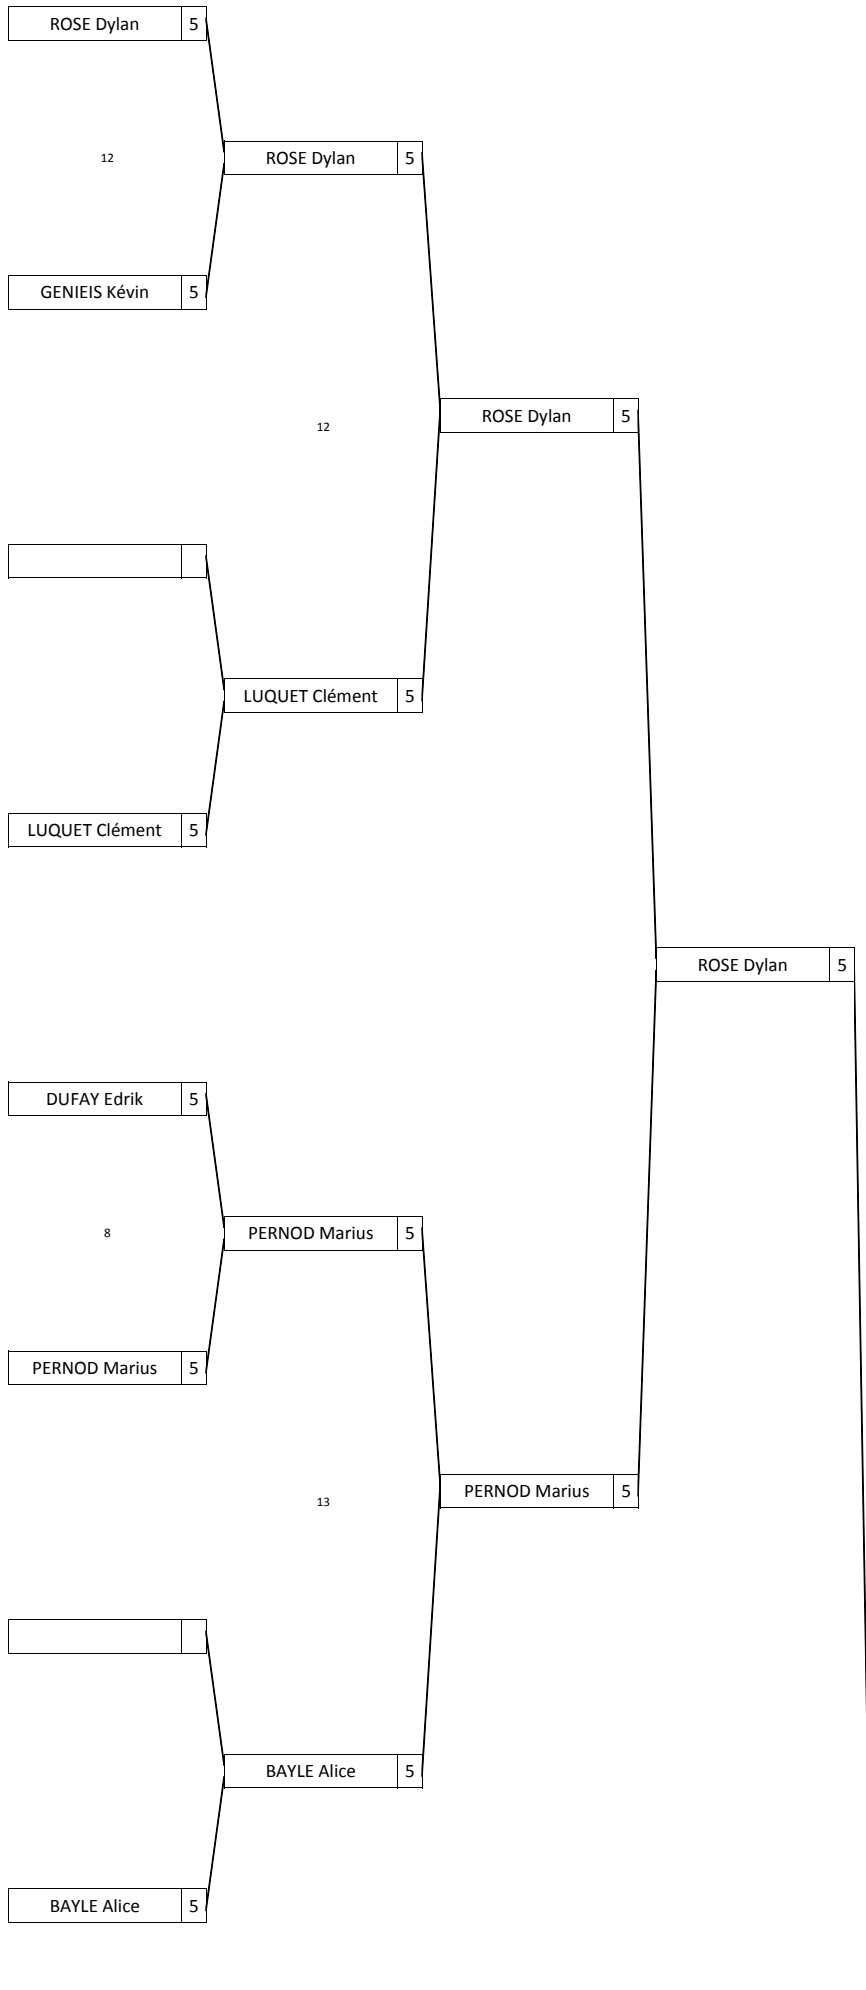 ROSE Dylan 5
12
ROSE Dylan 5
GENIEIS Kévin 5
ROSE Dylan 5
12
LUQUET Clément 5
LUQUET Clément 5
ROSE Dylan 5
DUFAY Edrik 5
8
PERNOD Marius 5
PERNOD Marius 5
PERNOD Marius 5
13
BAYLE Alice 5
BAYLE Alice 5